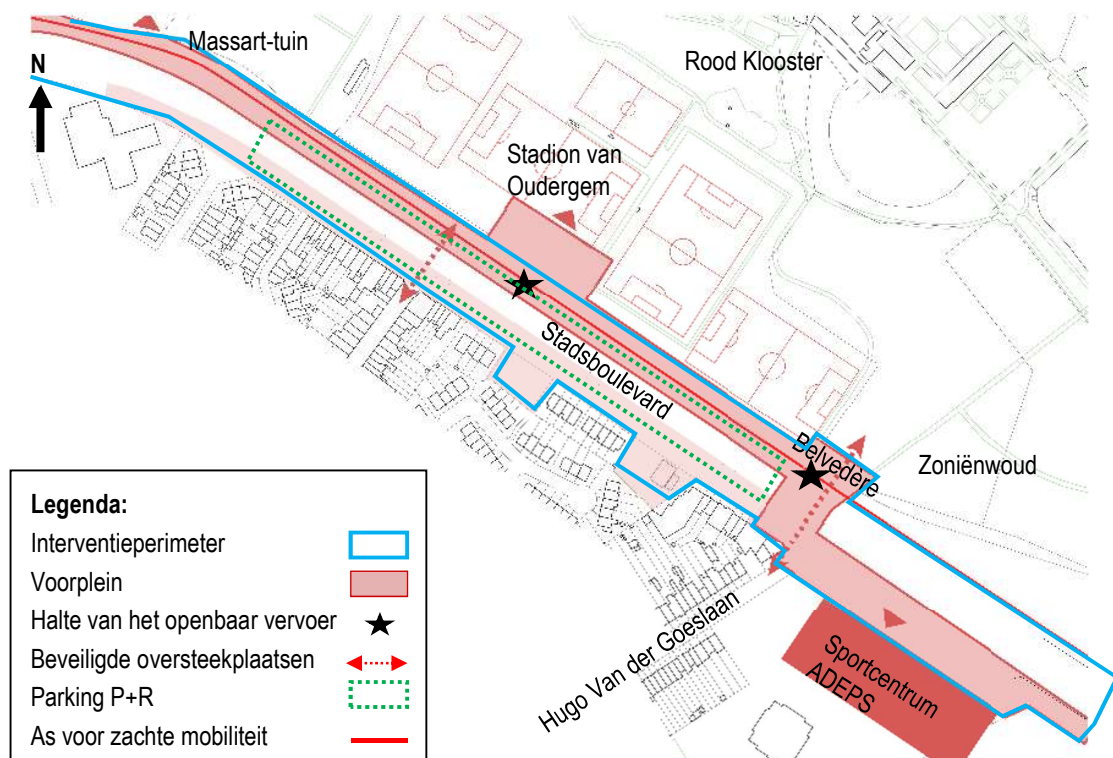 Massart-tuin
N
Rood Klooster
Stadion van
Oudergem
Stadsboulevard
Belvedère
Zoniënwoud
Hugo Van der Goeslaan
Sportcentrum
ADEPS
Legenda:
Interventieperimeter
Voorplein
Halte van het openbaar vervoer
Beveiligde oversteekplaatsen
Parking P+R
As voor zachte mobiliteit